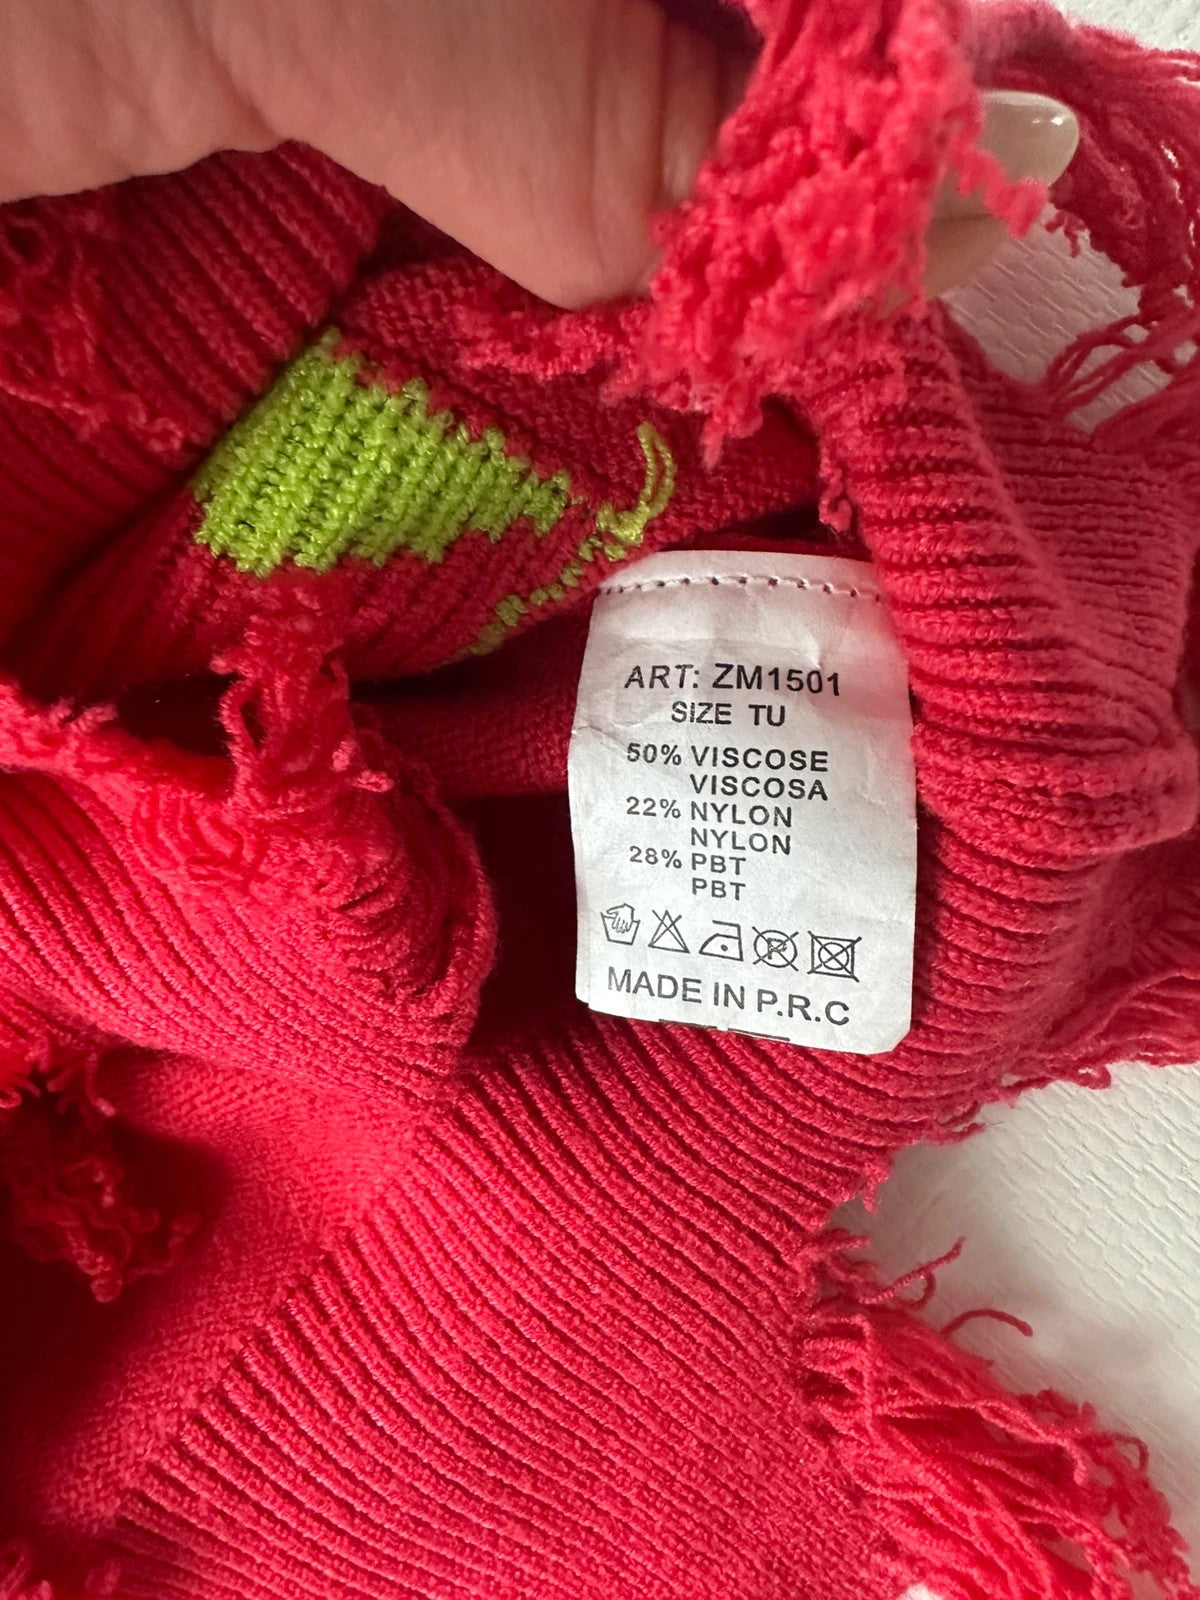 ART: ZM1501
SIZE TU
50% VISCOSE
VISCOSA
22% NYLON
NYLON
28% PBT
PBT
P
MADE IN P.R.C